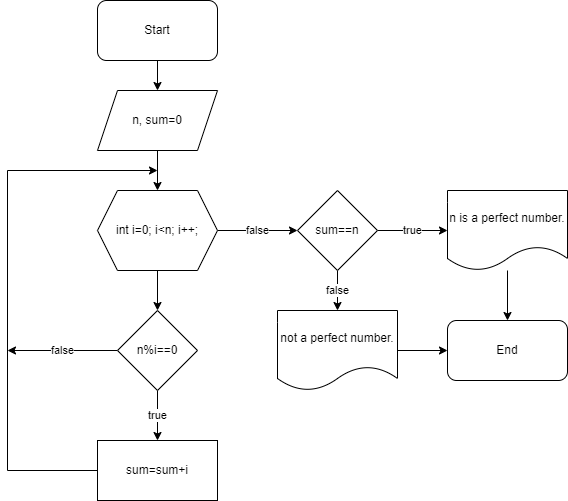 Start
n, sum=0
int i=0; i<n; i++;
false
sum==n
true
n is a perfect number.
false
not a perfect number.
End
n%i==0
false
true
sum=sum+i